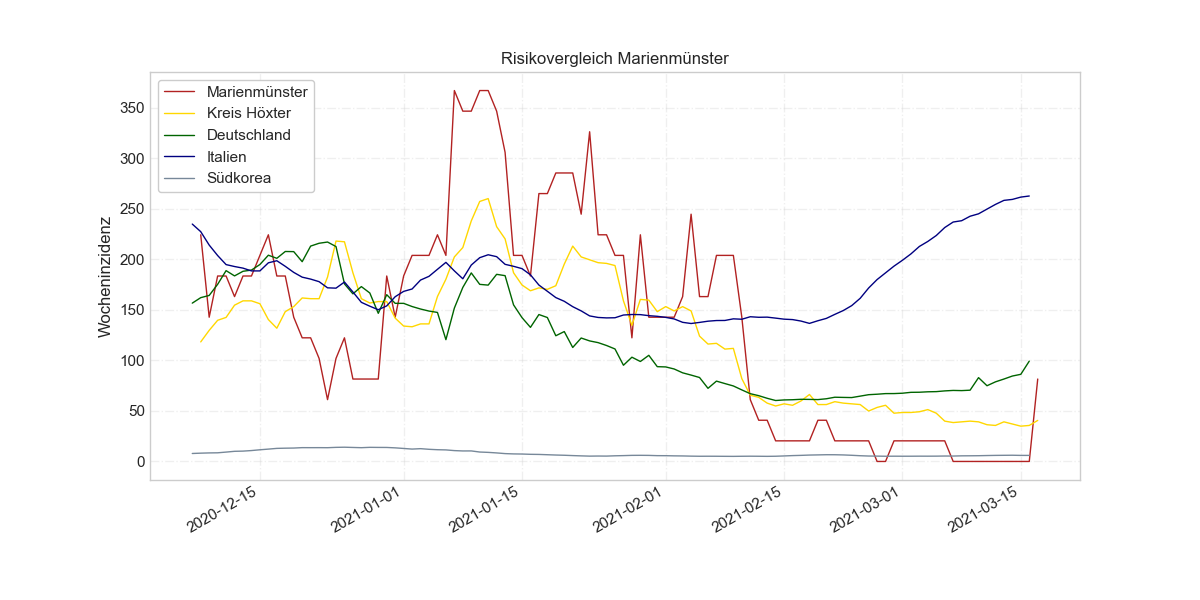 Risikovergleich Marienmünster
Marienmünster
Kreis Höxter
Deutschland
Italien
Südkorea
Wocheninzidenz
350
300
250
200
150
100
50
0
2020-12-15
2021-01-01
2021-01-15
2021-02-01
2021-02-15
2021-03-01
2021-03-15